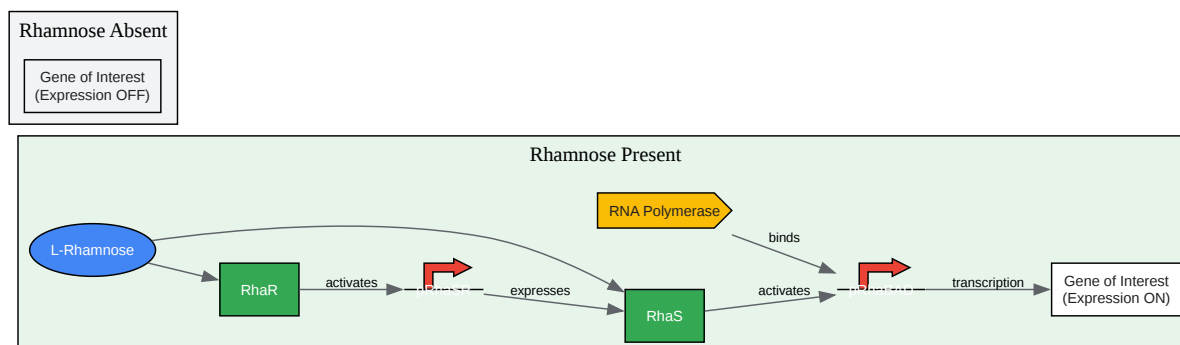 Rhamnose Absent
Gene of Interest
(Expression OFF)
Rhamnose Present
RNA Polymerase
binds
L-Rhamnose
RhaR
activates
expresses
RhaS
activates
transcription
Gene of Interest
(Expression ON)